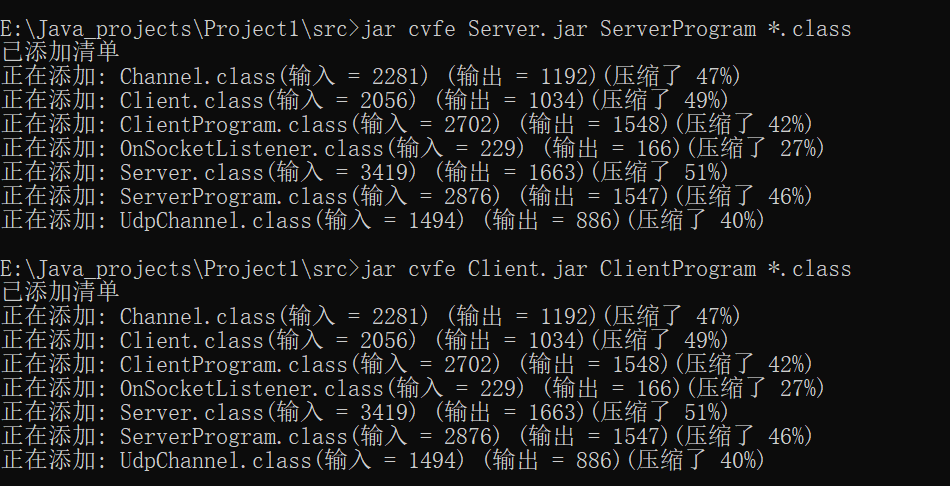 E:\Java_projects\Project1\src>jar cvfe Server.jar ServerProgram *.class
已添加清单
正在添加: Channel.class(输入 = 2281) (输出 = 1192)(压缩了 47%)
正在添加: Client.class(输入 = 2056) (输出 = 1034)(压缩了 49%)
正在添加: ClientProgram.class(输入 = 2702) (输出 = 1548)(压缩了 42%)
正在添加: OnSocketListener.class(输入 = 229) (输出 = 166)(压缩了 27%)
正在添加: Server.class(输入 = 3419) (输出 = 1663)(压缩了 51%)
正在添加: ServerProgram.class(输入 = 2876) (输出 = 1547)(压缩了 46%)
正在添加: UdpChannel.class(输入 = 1494) (输出 = 886)(压缩了 40%)
E:\Java_projects\Project1\src>jar cvfe Client.jar ClientProgram *.class
已添加清单
正在添加: Channel.class(输入 = 2281) (输出 = 1192)(压缩了 47%)
正在添加: Client.class(输入 = 2056) (输出 = 1034)(压缩了 49%)
正在添加: ClientProgram.class(输入 = 2702) (输出 = 1548)(压缩了 42%)
正在添加: OnSocketListener.class(输入 = 229) (输出 = 166)(压缩了 27%)
正在添加: Server.class(输入 = 3419) (输出 = 1663)(压缩了 51%)
正在添加: ServerProgram.class(输入 = 2876) (输出 = 1547)(压缩了 46%)
正在添加: UdpChannel.class(输入 = 1494) (输出 = 886)(压缩了 40%)